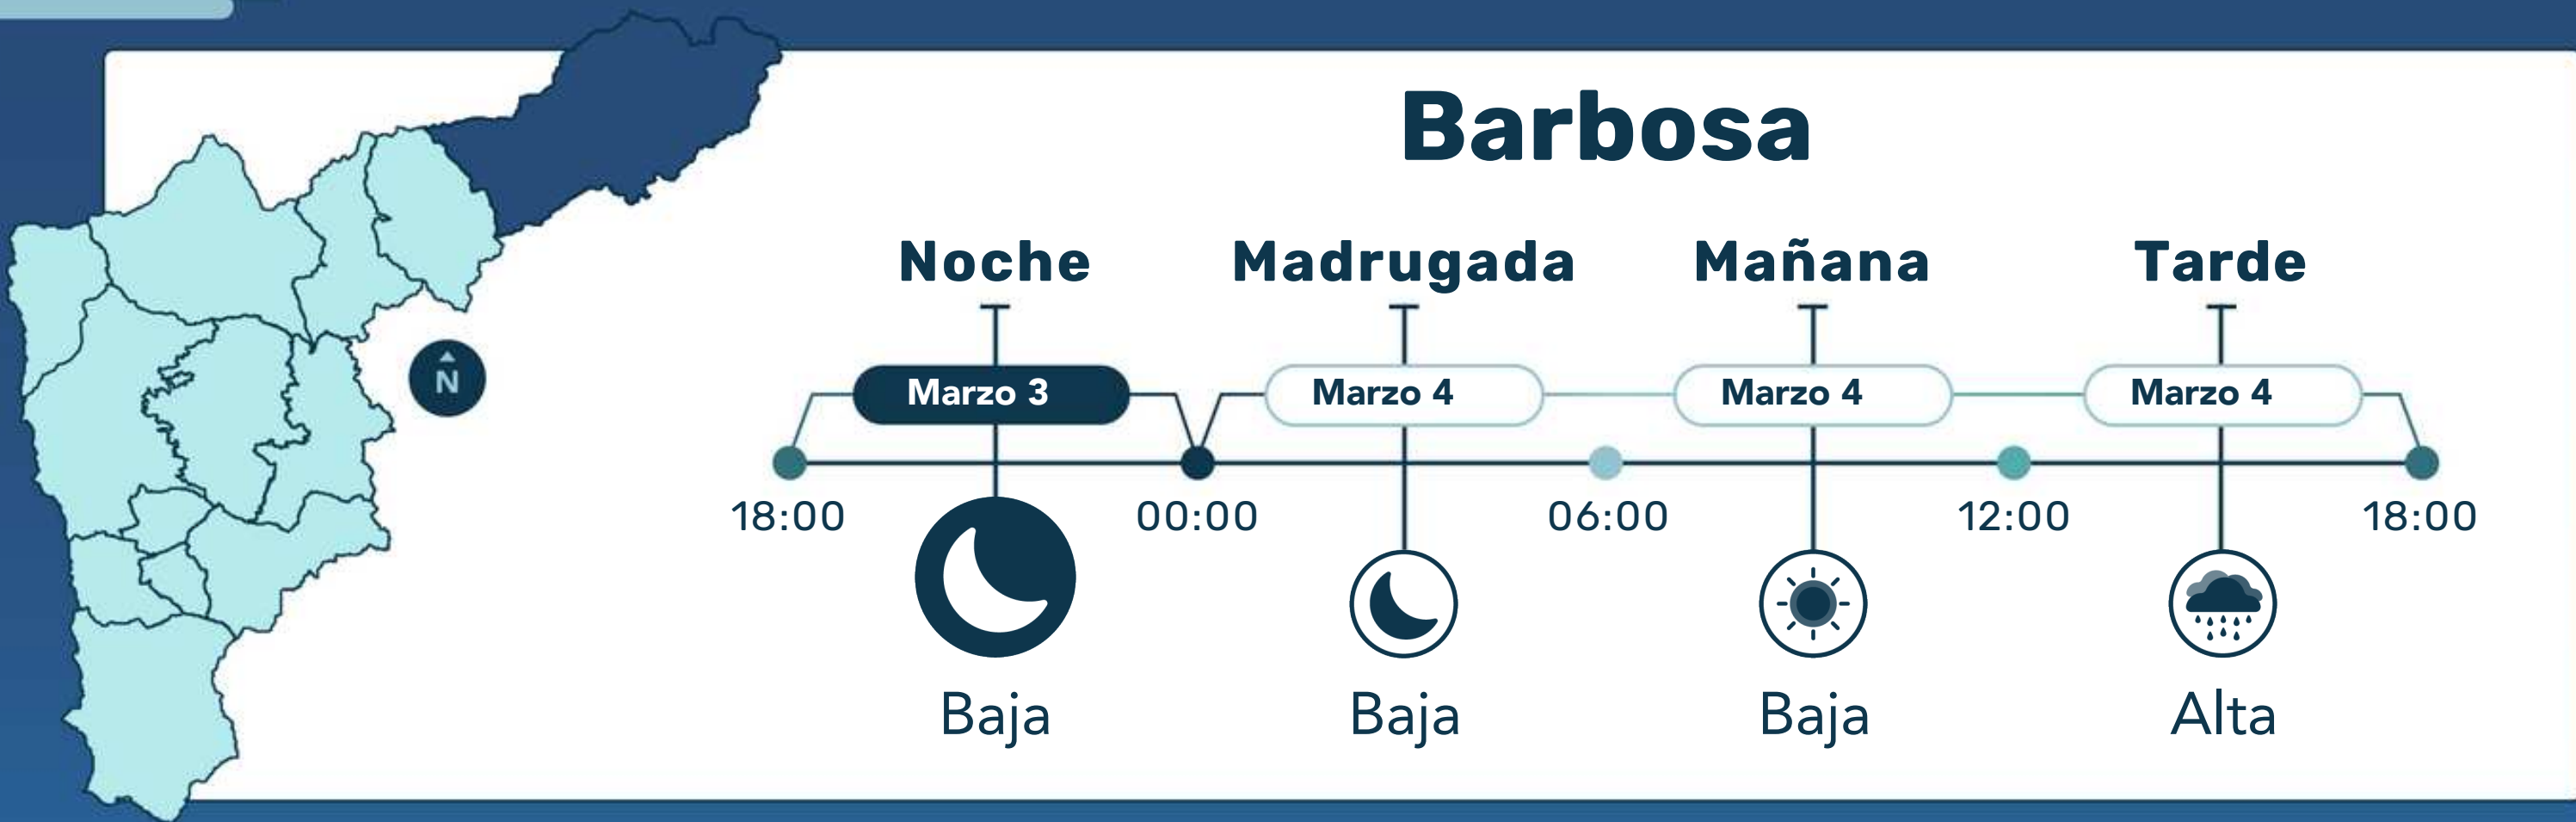 Barbosa
Noche Madrugada Mañana Tarde
Marzo 3 Marzo 4 Marzo 4 Marzo 4
N
18:00 00:00 06:00 12:00 18:00
Baja Baja Baja Alta